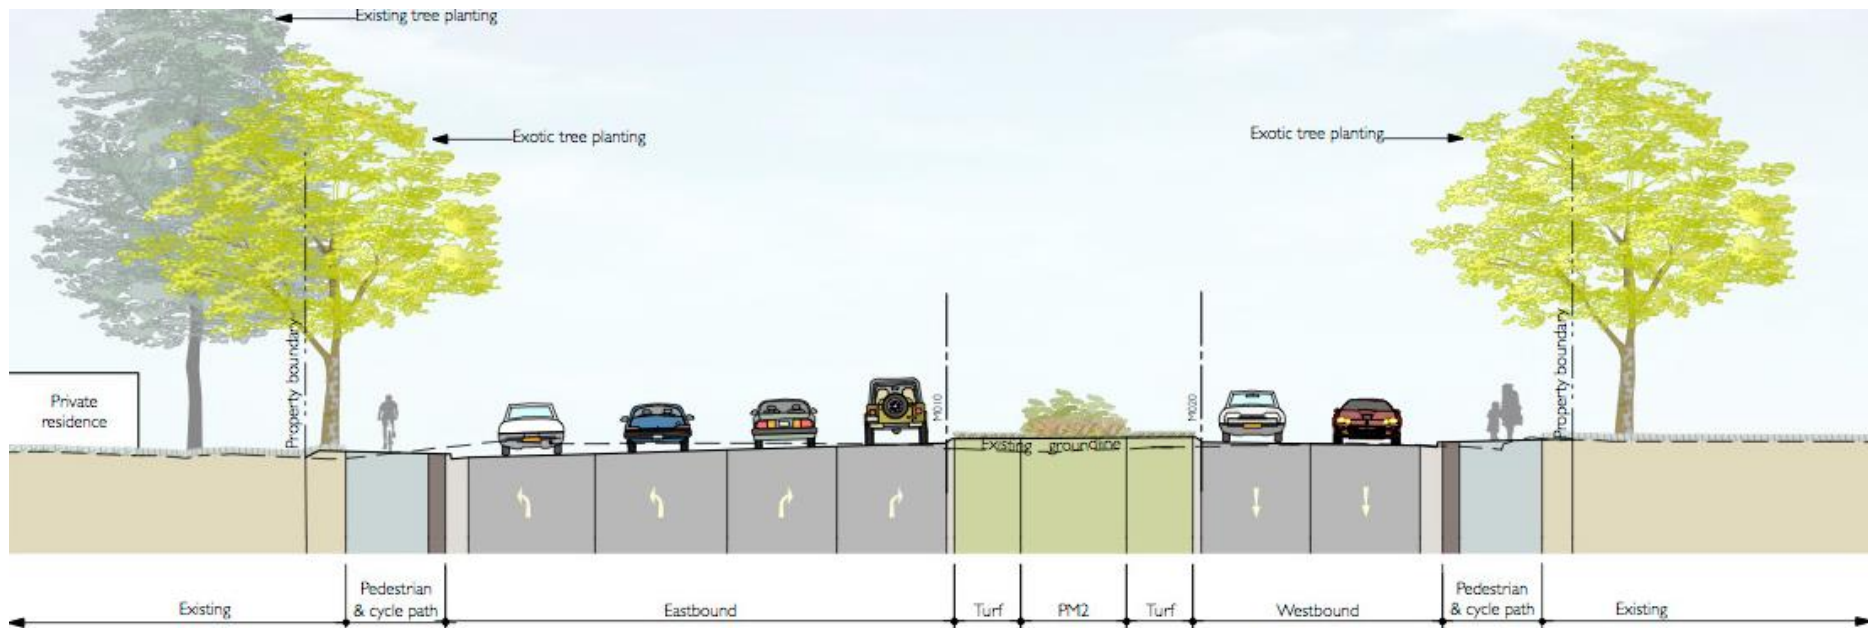 Existing tree planting
Exotic tree planting
Exotic tree planting
Property boundary
Property boundary
Private
residence
M010
M020
Existing groundline
Existing
Pedestrian
& cycle path
Eastbound
Turf
PM2
Turf
Westbound
Pedestrian
& cycle path
Existing